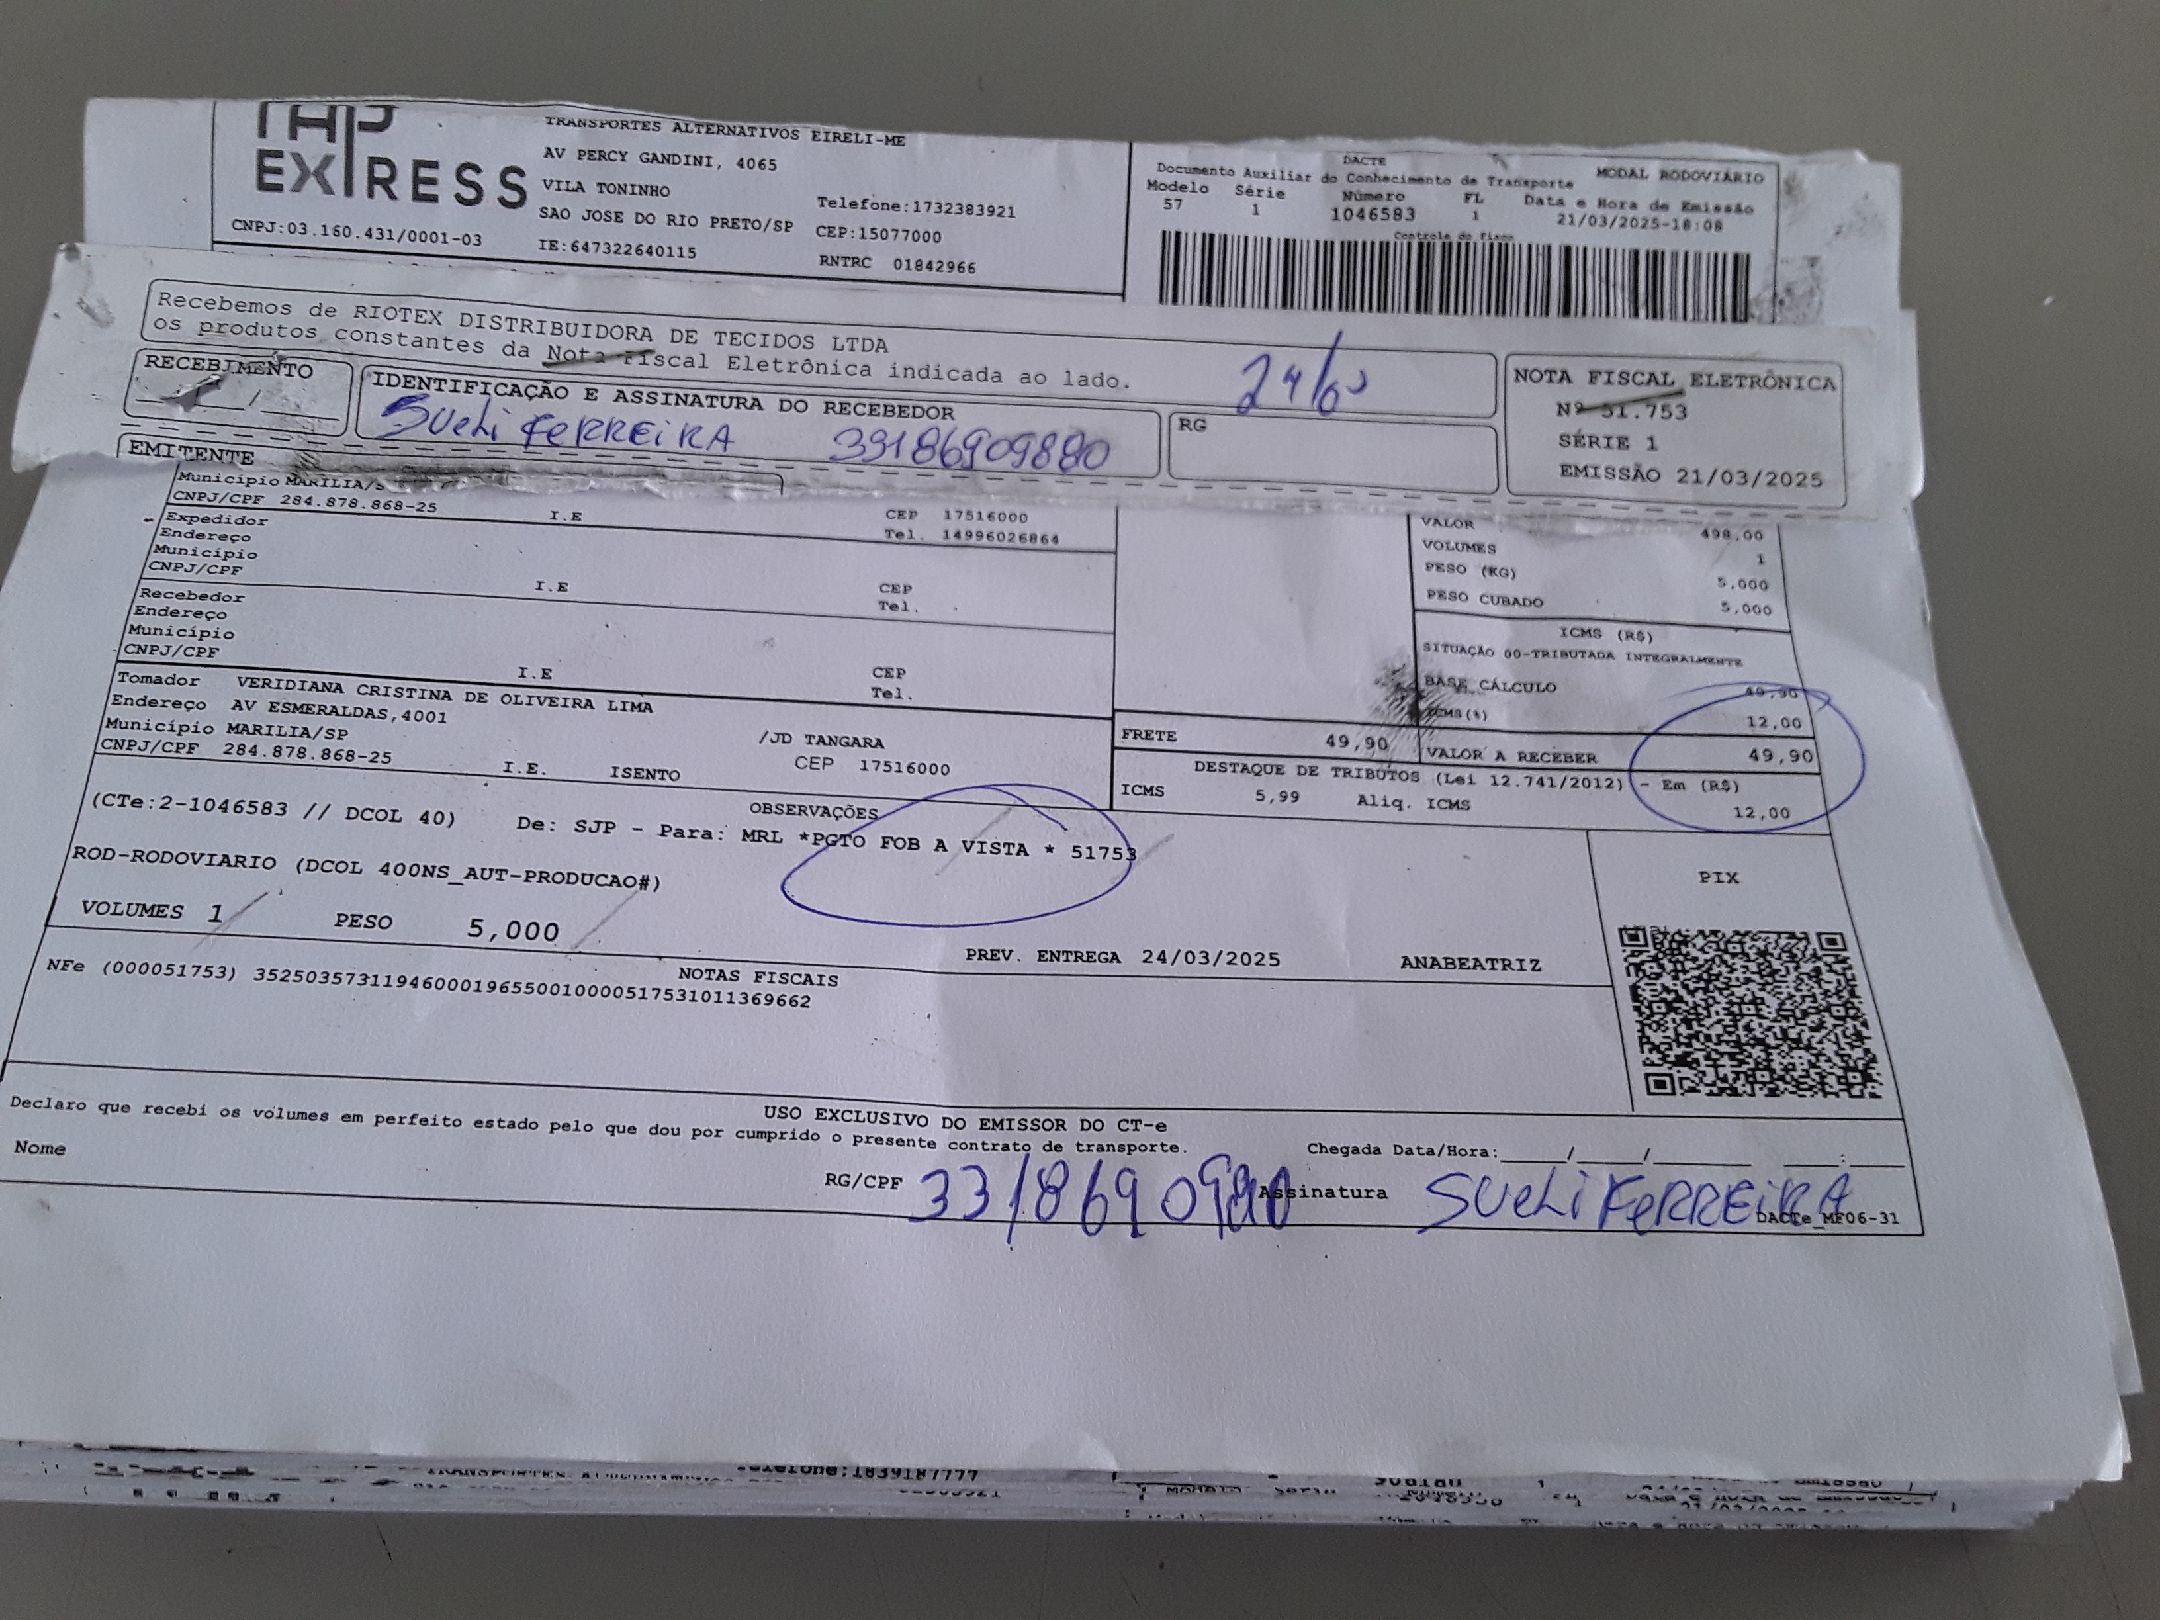 EXPRESS
TRANSPORTES ALTERNATIVOS EIRELI-ME
AV PERCY GANDINI, 4065
VILA TONINHO
SAO JOSE DO RIO PRETO/SP
CNPJ:03.160.431/0001-03
IE:647322640115
Telefone:1732383921
CEP:15077000
RNTRC 01842966
DACTE
MODAL RODOVIÁRIO
Documento Auxiliar do Conhecimento de Transporte
Modelo Série Número FL Data e Hora de Emissão
57 1 1046583 1 21/03/2025-18:08
Controle do Fisco
Recebemos de RIOTEX DISTRIBUIDORA DE TECIDOS LTDA
os produtos constantes da Nota Fiscal Eletrônica indicada ao lado.
RECEBIMENTO
IDENTIFICAÇÃO E ASSINATURA DO RECEBEDOR
SUELI FERREIRA 39186909880
RG
NOTA FISCAL ELETRÔNICA
Nº 51.753
SÉRIE 1
EMISSÃO 21/03/2025
EMITENTE
Município MARILIA/S
CNPJ/CPF 284.878.868-25 I.E CEP 17516000
Tel. 14996026864
Expedidor
Endereço
Município
CNPJ/CPF I.E CEP
Tel.
Recebedor
Endereço
Município
CNPJ/CPF I.E CEP
Tel.
Tomador VERIDIANA CRISTINA DE OLIVEIRA LIMA
Endereço AV ESMERALDAS,4001 /JD TANGARA
Município MARILIA/SP CEP 17516000
CNPJ/CPF 284.878.868-25 I.E. ISENTO
VALOR 498,00
VOLUMES 1
PESO (KG) 5,000
PESO CUBADO 5,000
ICMS (R$)
SITUAÇÃO 00-TRIBUTADA INTEGRALMENTE
BASE CÁLCULO 49,90
ICMS(%) 12,00
FRETE 49,90 VALOR A RECEBER 49,90
DESTAQUE DE TRIBUTOS (Lei 12.741/2012) - Em (R$)
ICMS 5,99 Aliq. ICMS 12,00
OBSERVAÇÕES
(CTe:2-1046583 // DCOL 40) De: SJP - Para: MRL *PGTO FOB A VISTA * 51753
ROD-RODOVIARIO (DCOL 400NS_AUT-PRODUCAO#)
VOLUMES 1 PESO 5,000
PREV. ENTREGA 24/03/2025 ANABEATRIZ
PIX
NOTAS FISCAIS
NFe (000051753) 35250357311946000196550010000517531011369662
USO EXCLUSIVO DO EMISSOR DO CT-e
Declaro que recebi os volumes em perfeito estado pelo que dou por cumprido o presente contrato de transporte.
Chegada Data/Hora:____/____/______ ___:___
Nome
RG/CPF
Assinatura SUELI FERREIRA
DACTe_MF06-31